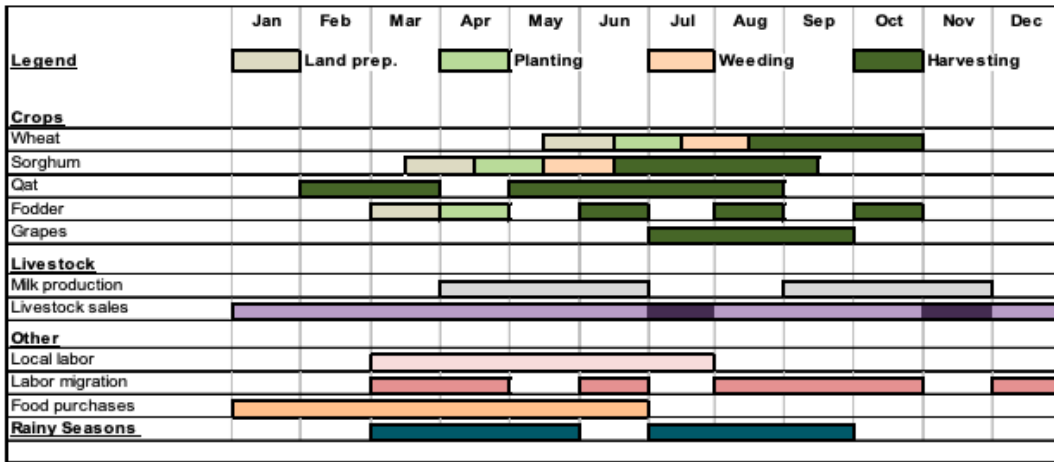 Jan Feb Mar Apr May Jun Jul Aug Sep Oct Nov Dec
Legend Land prep. Planting Weeding Harvesting
Crops
Wheat
Sorghum
Qat
Fodder
Grapes
Livestock
Milk production
Livestock sales
Other
Local labor
Labor migration
Food purchases
Rainy Seasons